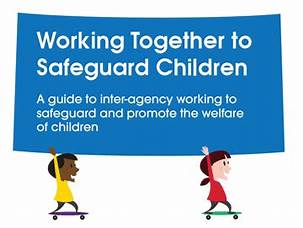 Working Together to
Safeguard Children
A guide to inter-agency working to
safeguard and promote the welfare
of children